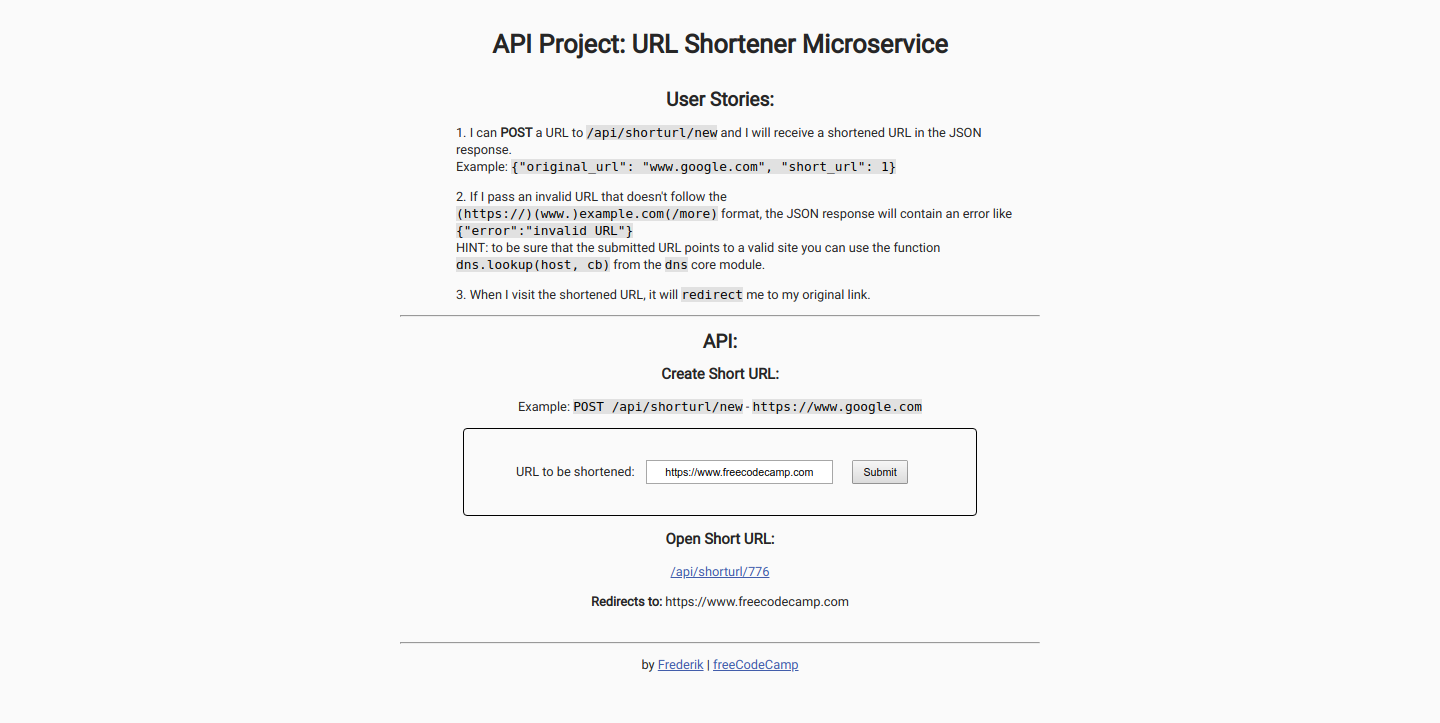 API Project: URL Shortener Microservice
User Stories:
1. I can POST a URL to /api/shorturl/new and I will receive a shortened URL in the JSON
response.
Example: {"original_url": "www.google.com", "short_url": 1}
2. If I pass an invalid URL that doesn't follow the
(https://)(www.)example.com(/more) format, the JSON response will contain an error like
{"error":"invalid URL"}
HINT: to be sure that the submitted URL points to a valid site you can use the function
dns.lookup(host, cb) from the dns core module.
3. When I visit the shortened URL, it will redirect me to my original link.
API:
Create Short URL:
Example: POST /api/shorturl/new - https://www.google.com
URL to be shortened: https://www.freecodecamp.com Submit
Open Short URL:
/api/shorturl/776
Redirects to: https://www.freecodecamp.com
by Frederik | freeCodeCamp